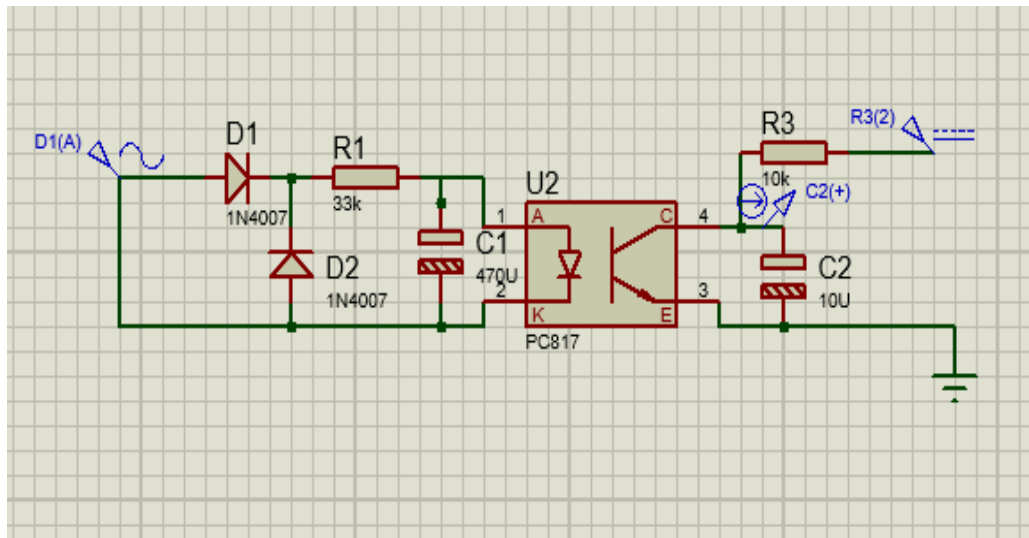 D1(A)
D1
1N4007
R1
33k
D2
1N4007
C1
470U
U2
1
A
2
K
C
4
E
3
PC817
R3
10k
R3(2)
C2(+)
C2
10U